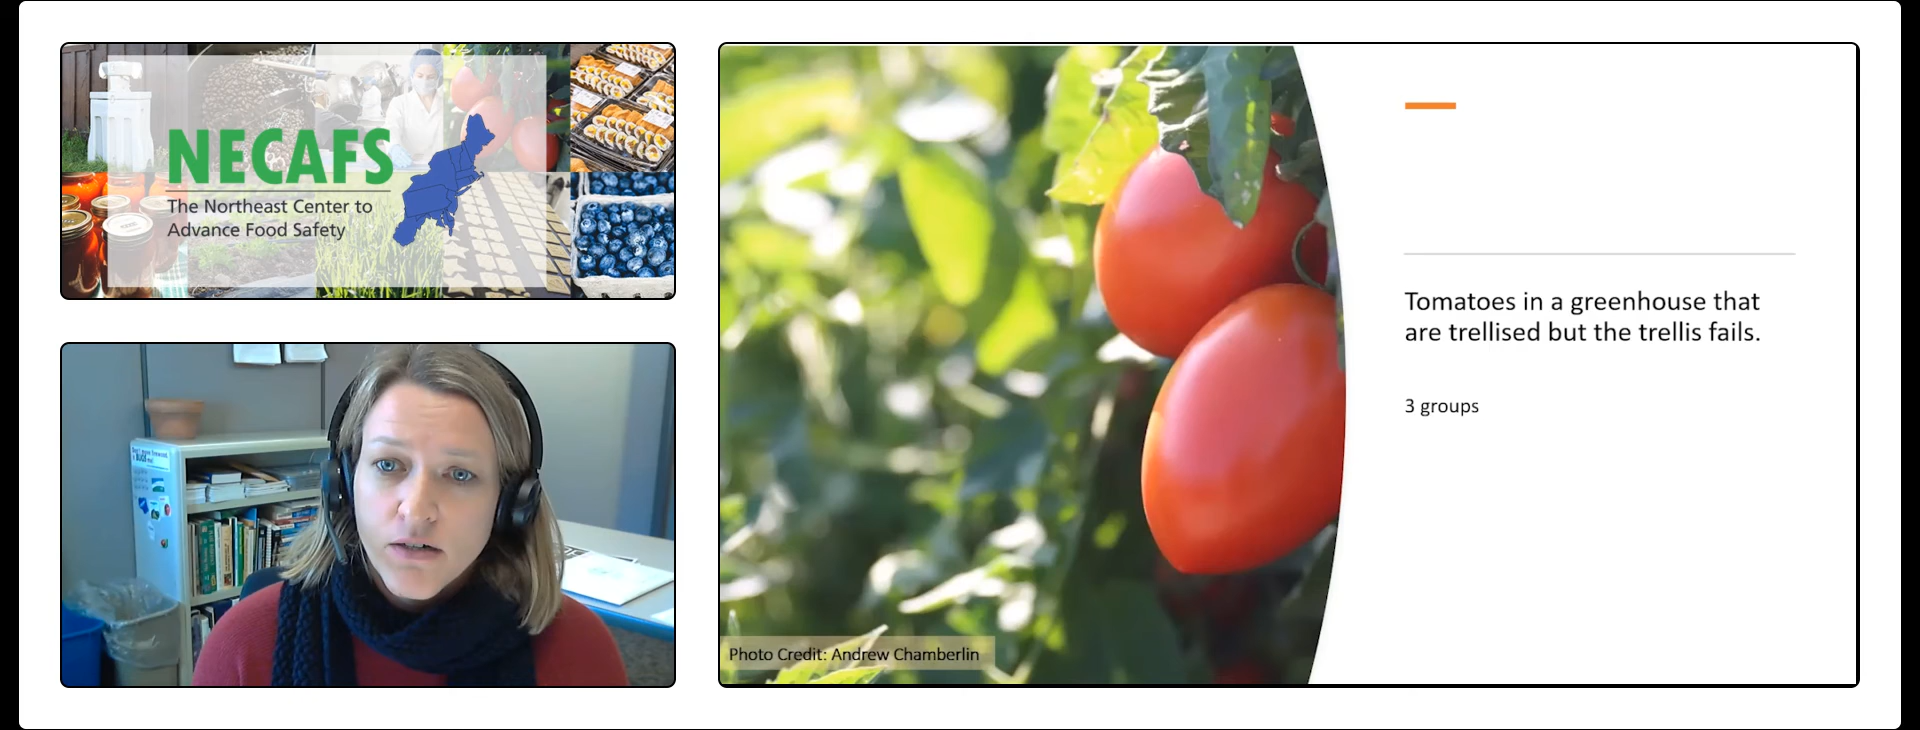 NECAFS
The Northeast Center to
Advance Food Safety
Tomatoes in a greenhouse that
are trellised but the trellis fails.
3 groups
Photo Credit: Andrew Chamberlin